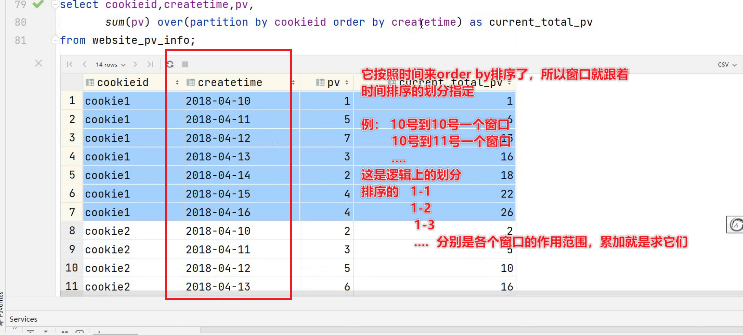 79 select cookieid,createtime,pv,
80 sum(pv) over(partition by cookieid order by createtime) as current_total_pv
81 from website_pv_info;
14 rows
CSV
cookieid createtime pv current_total_pv
1 cookie1 2018-04-10 1 1
2 cookie1 2018-04-11 5 6
3 cookie1 2018-04-12 7 13
4 cookie1 2018-04-13 3 16
5 cookie1 2018-04-14 2 18
6 cookie1 2018-04-15 4 22
7 cookie1 2018-04-16 4 26
8 cookie2 2018-04-10 2 2
9 cookie2 2018-04-11 3
10 cookie2 2018-04-12 5 10
11 cookie2 2018-04-13 6 16
它按照时间来order by排序了，所以窗口就跟着
时间排序的划分指定
例： 10号到10号一个窗口
10号到11号一个窗口
....
这是逻辑上的划分
排序的 1-1
1-2
1-3
.... 分别是各个窗口的作用范围，累加就是求它们
Services